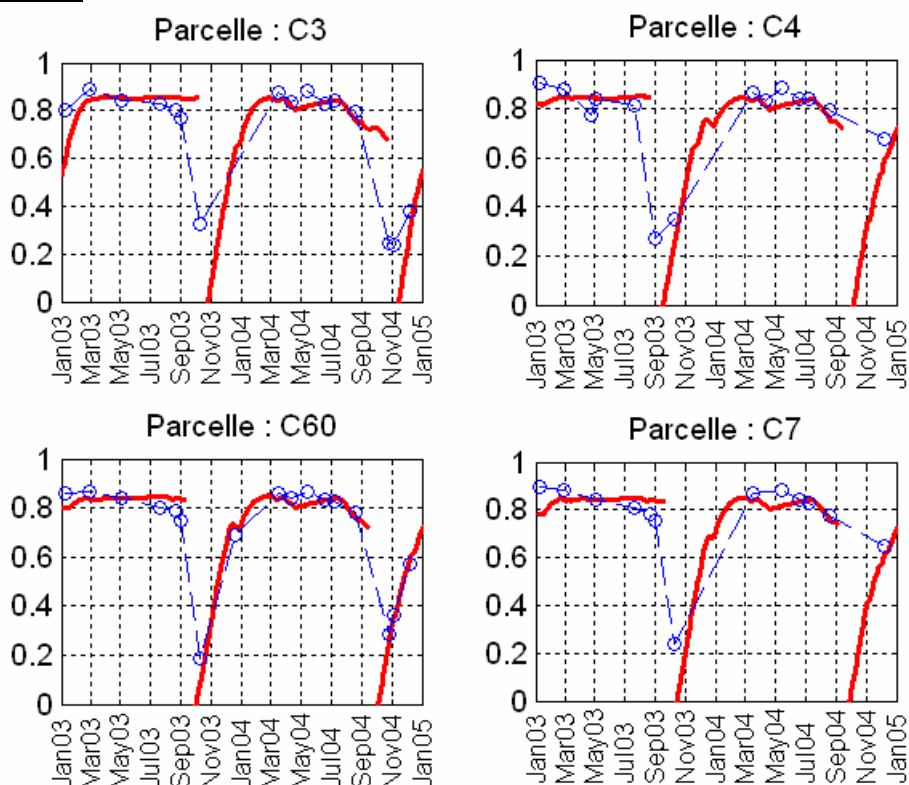 Parcelle : C3
1
0.8
0.6
0.4
0.2
0
Jan03
Mar03
May03
Jul03
Sep03
Nov03
Jan04
Mar04
May04
Jul04
Sep04
Nov04
Jan05
Parcelle : C4
1
0.8
0.6
0.4
0.2
0
Jan03
Mar03
May03
Jul03
Sep03
Nov03
Jan04
Mar04
May04
Jul04
Sep04
Nov04
Jan05
Parcelle : C60
1
0.8
0.6
0.4
0.2
0
Jan03
Mar03
May03
Jul03
Sep03
Nov03
Jan04
Mar04
May04
Jul04
Sep04
Nov04
Jan05
Parcelle : C7
1
0.8
0.6
0.4
0.2
0
Jan03
Mar03
May03
Jul03
Sep03
Nov03
Jan04
Mar04
May04
Jul04
Sep04
Nov04
Jan05